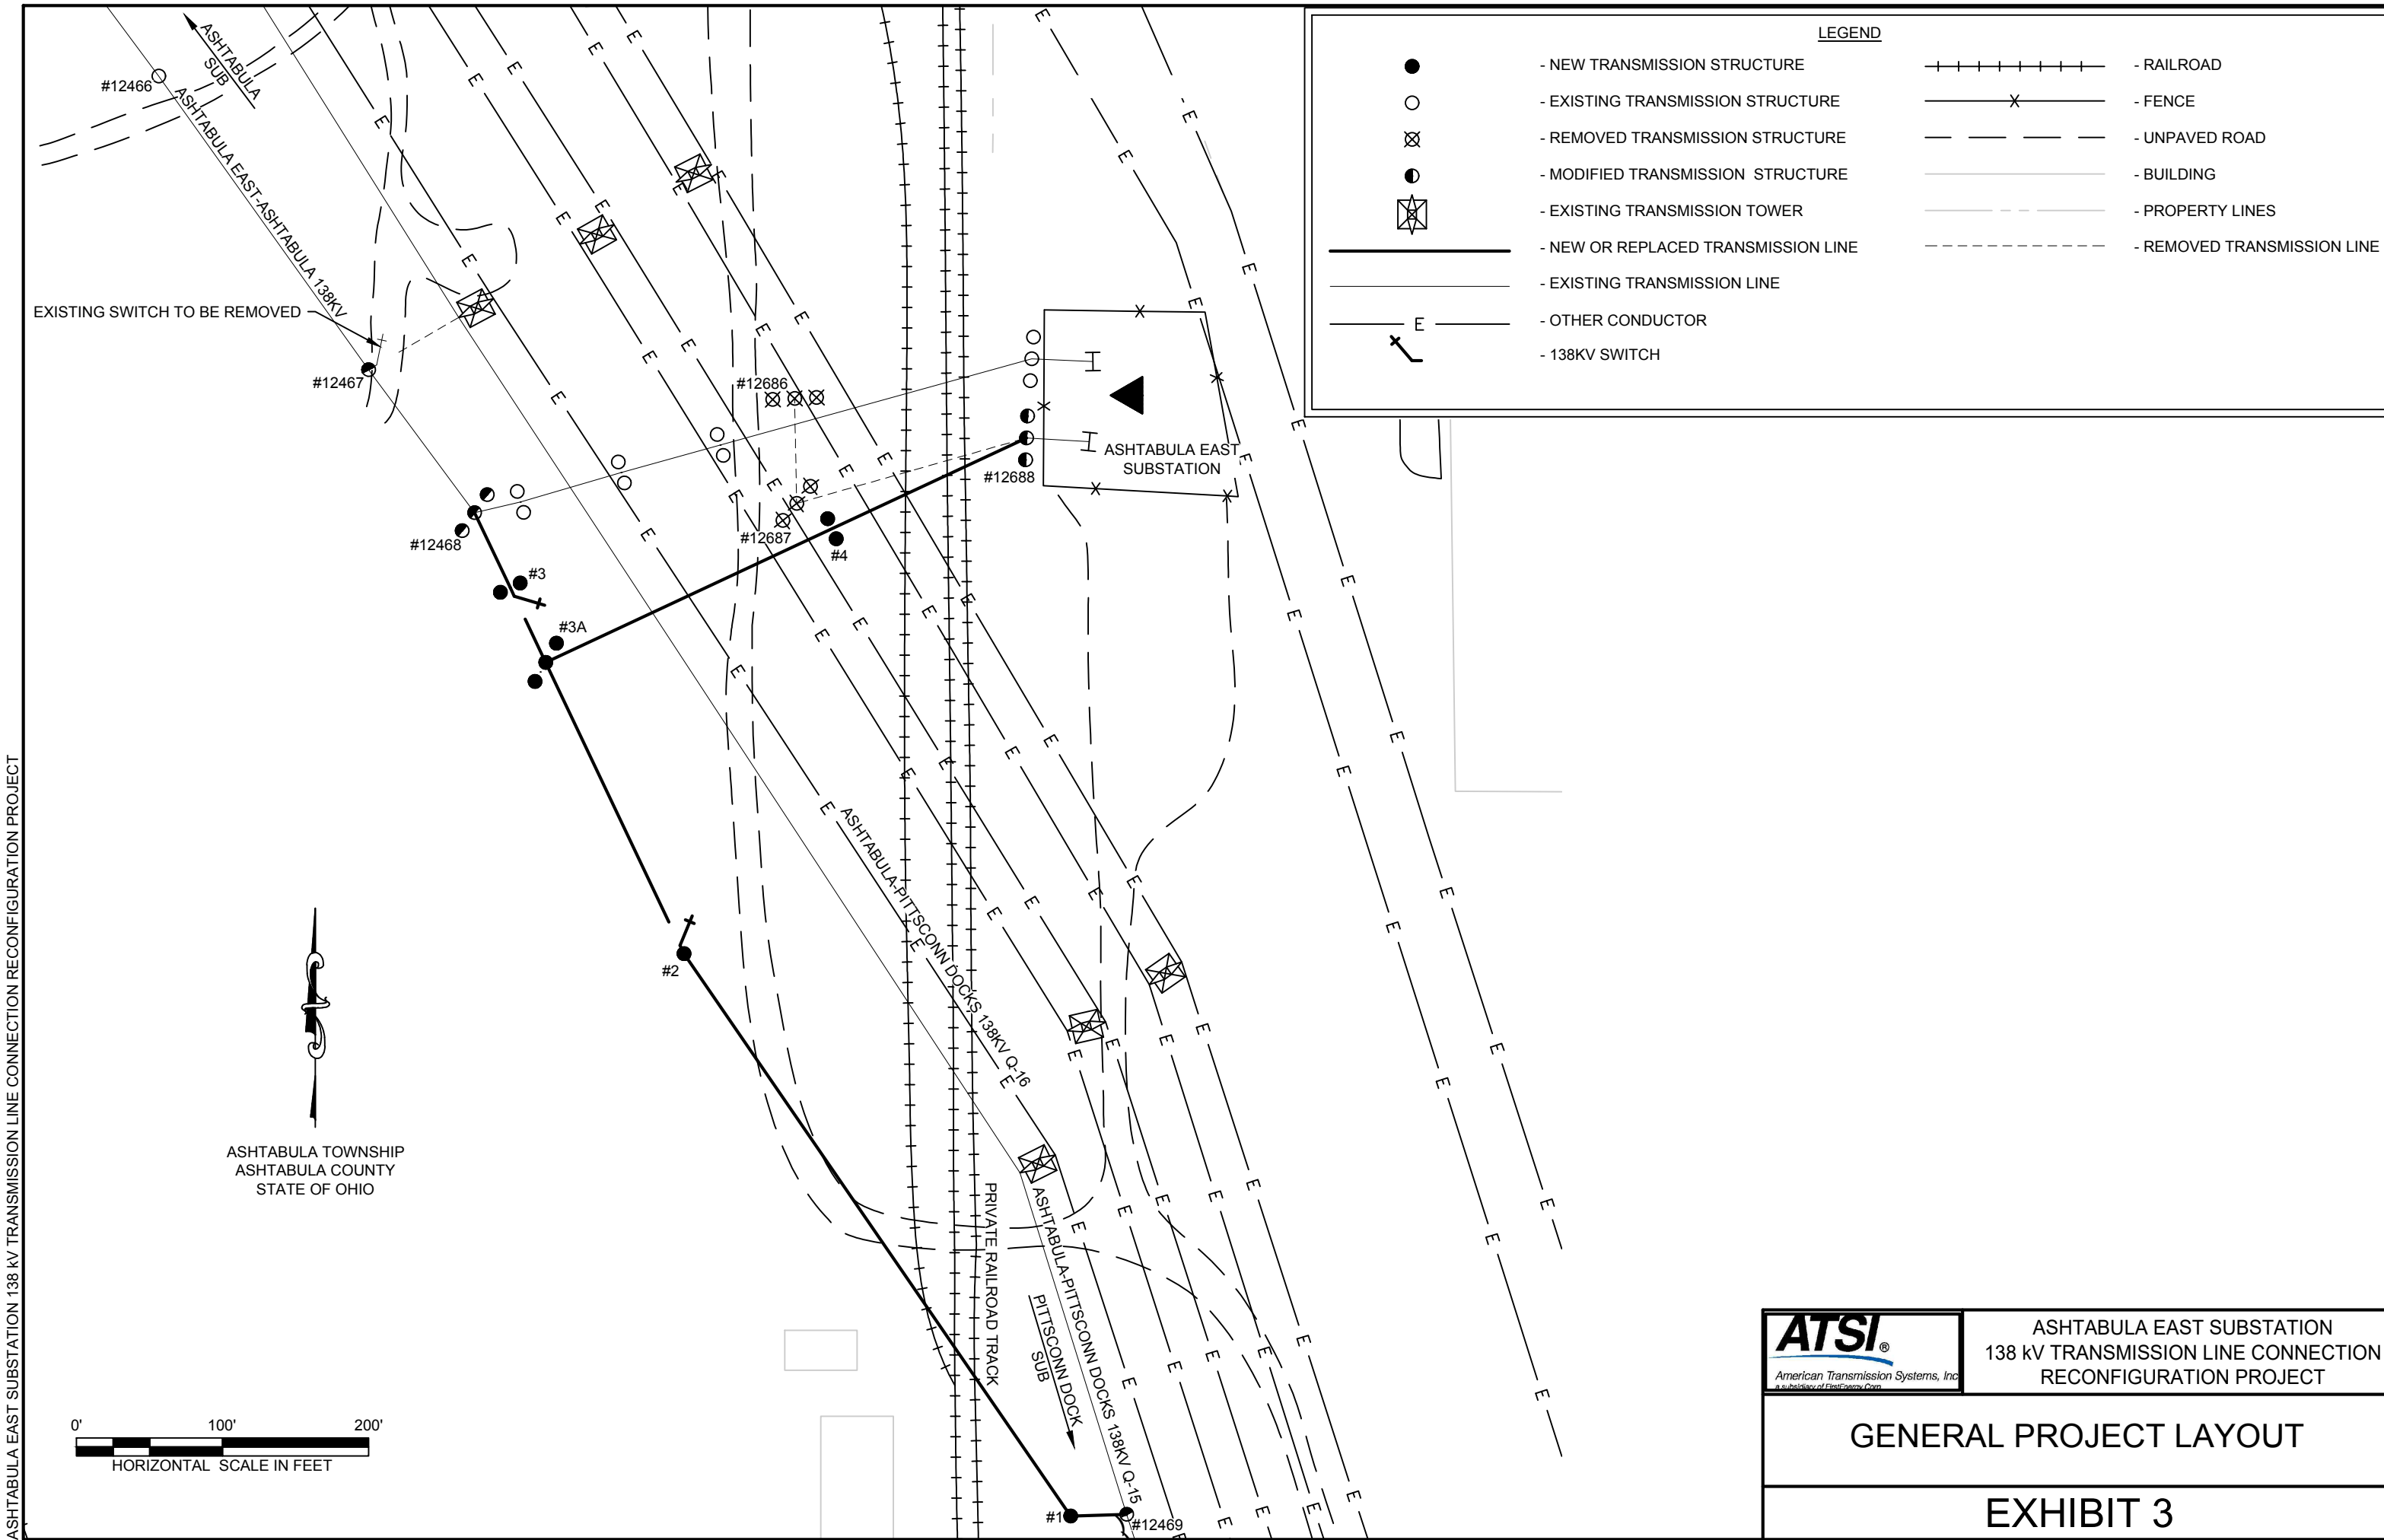 ASHTABULA EAST SUBSTATION 138 kV TRANSMISSION LINE CONNECTION RECONFIGURATION PROJECT
ASHTABULA
SUB
#12466
ASHTABULA EAST-ASHTABULA 138KV
EXISTING SWITCH TO BE REMOVED
#12467
#12686
#12468
#12687
#12688
#3
#3A
#4
#2
ASHTABULA EAST
SUBSTATION
ASHTABULA-PITTSCONN DOCKS 138KV Q-16
PRIVATE RAILROAD TRACK
ASHTABULA-PITTSCONN DOCKS 138KV Q-15
PITTSCONN DOCK
SUB
#1
#12469
ASHTABULA TOWNSHIP
ASHTABULA COUNTY
STATE OF OHIO
0' 100' 200'
HORIZONTAL SCALE IN FEET
LEGEND
- NEW TRANSMISSION STRUCTURE
- EXISTING TRANSMISSION STRUCTURE
- REMOVED TRANSMISSION STRUCTURE
- MODIFIED TRANSMISSION STRUCTURE
- EXISTING TRANSMISSION TOWER
- NEW OR REPLACED TRANSMISSION LINE
- EXISTING TRANSMISSION LINE
E - OTHER CONDUCTOR
- 138KV SWITCH
- RAILROAD
- FENCE
- UNPAVED ROAD
- BUILDING
- PROPERTY LINES
- REMOVED TRANSMISSION LINE
ATSI®
American Transmission Systems, Inc
a subsidiary of FirstEnergy Corp
ASHTABULA EAST SUBSTATION
138 kV TRANSMISSION LINE CONNECTION
RECONFIGURATION PROJECT
GENERAL PROJECT LAYOUT
EXHIBIT 3